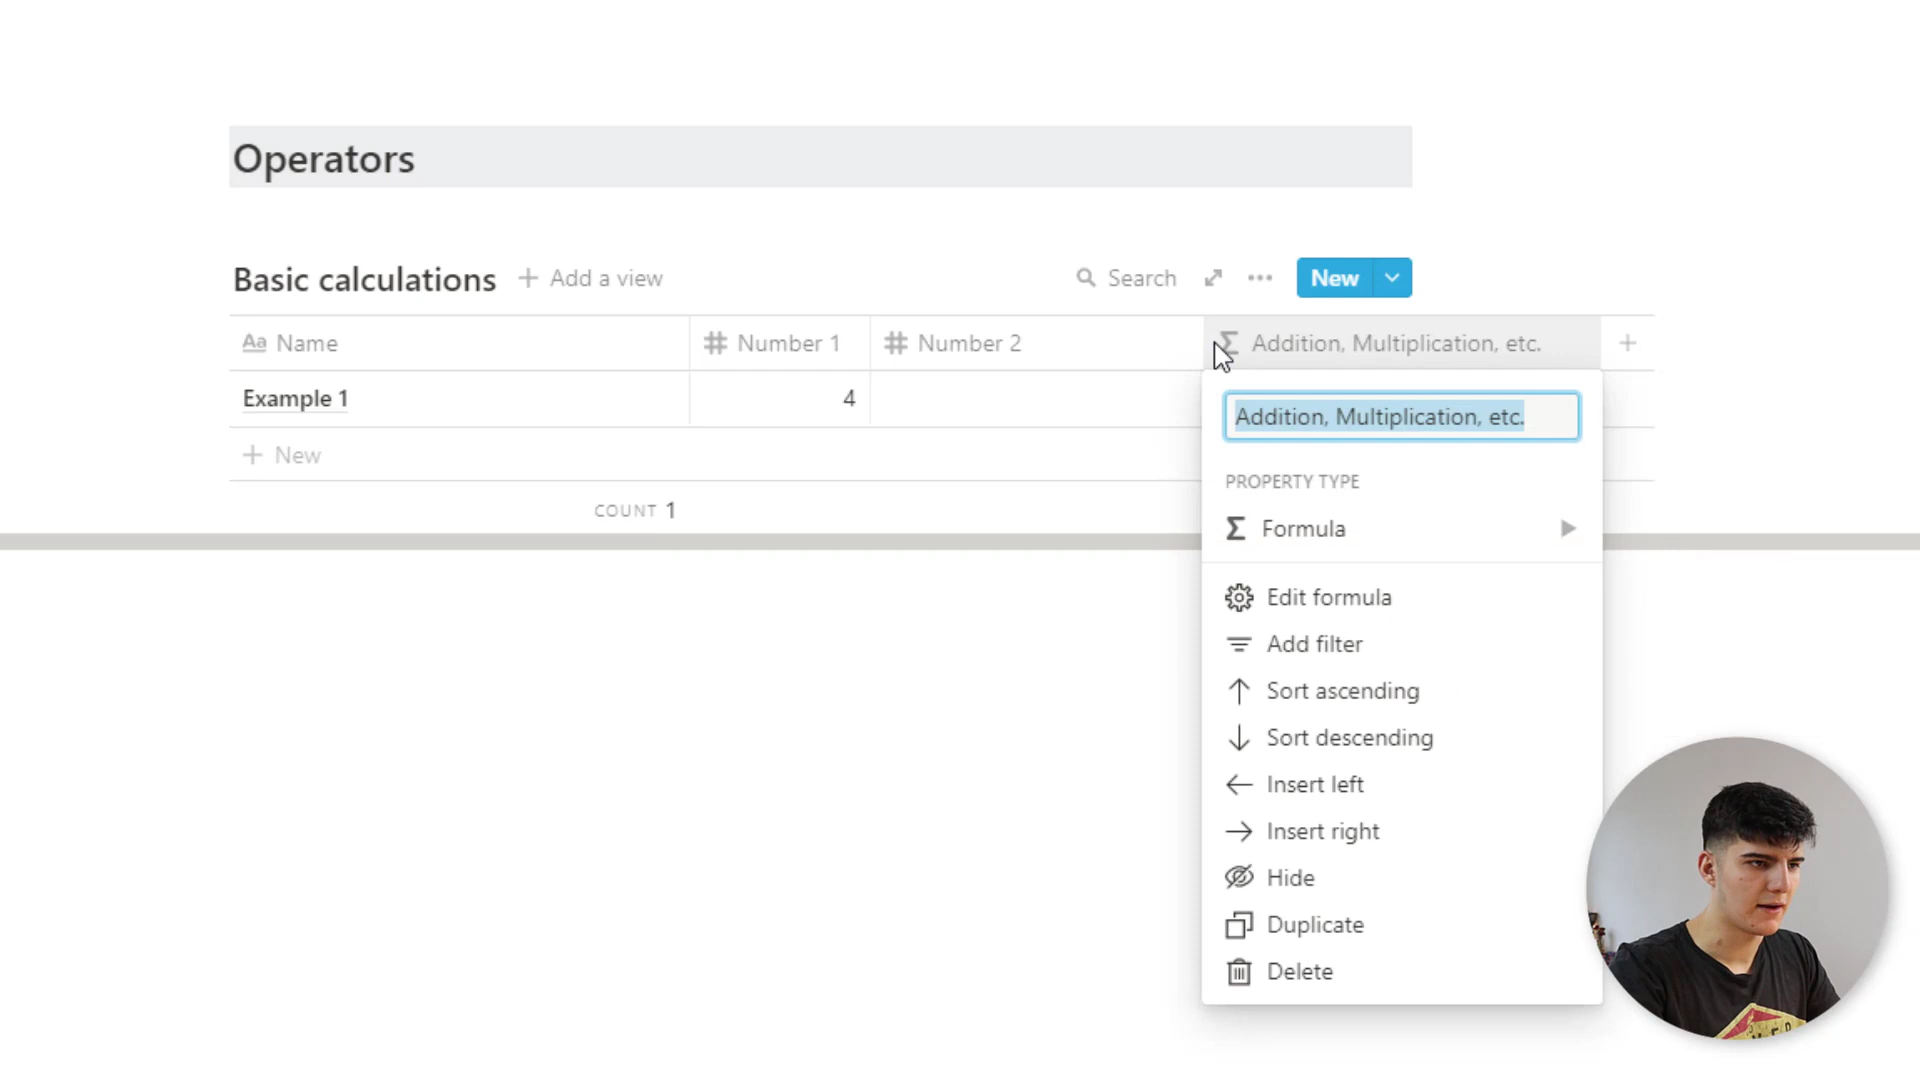 Operators
Basic calculations
Add a view
Search
New
Aa Name
Number 1
Number 2
Σ Addition, Multiplication, etc.
Example 1
4
New
COUNT 1
Addition, Multiplication, etc.
PROPERTY TYPE
Σ Formula
Edit formula
Add filter
Sort ascending
Sort descending
Insert left
Insert right
Hide
Duplicate
Delete